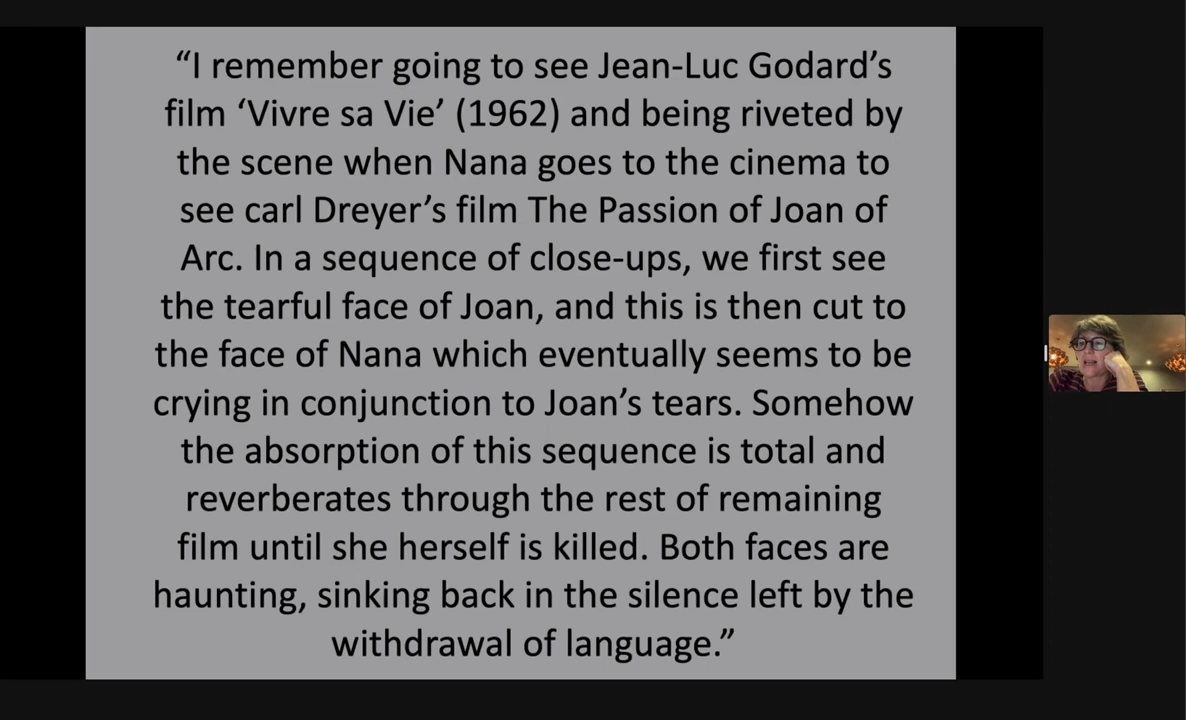 “I remember going to see Jean-Luc Godard’s
film ‘Vivre sa Vie’ (1962) and being riveted by
the scene when Nana goes to the cinema to
see carl Dreyer’s film The Passion of Joan of
Arc. In a sequence of close-ups, we first see
the tearful face of Joan, and this is then cut to
the face of Nana which eventually seems to be
crying in conjunction to Joan’s tears. Somehow
the absorption of this sequence is total and
reverberates through the rest of remaining
film until she herself is killed. Both faces are
haunting, sinking back in the silence left by the
withdrawal of language.”